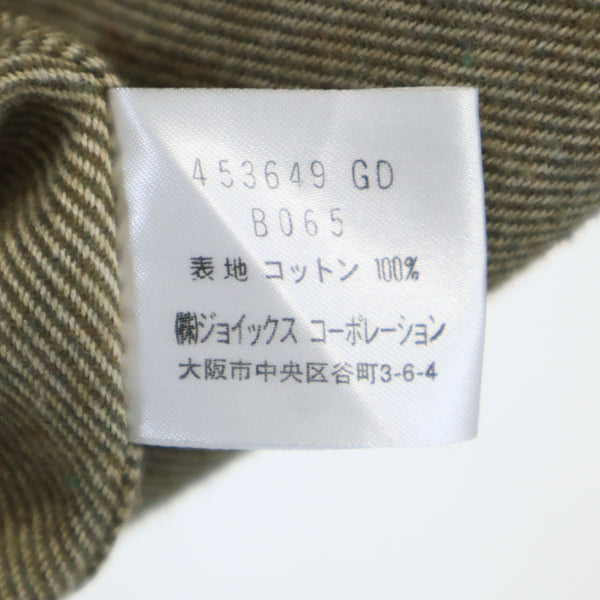 453649 GD
B065
表地 コットン 100%
㈱ジョイックス コーポレーション
大阪市中央区谷町3-6-4